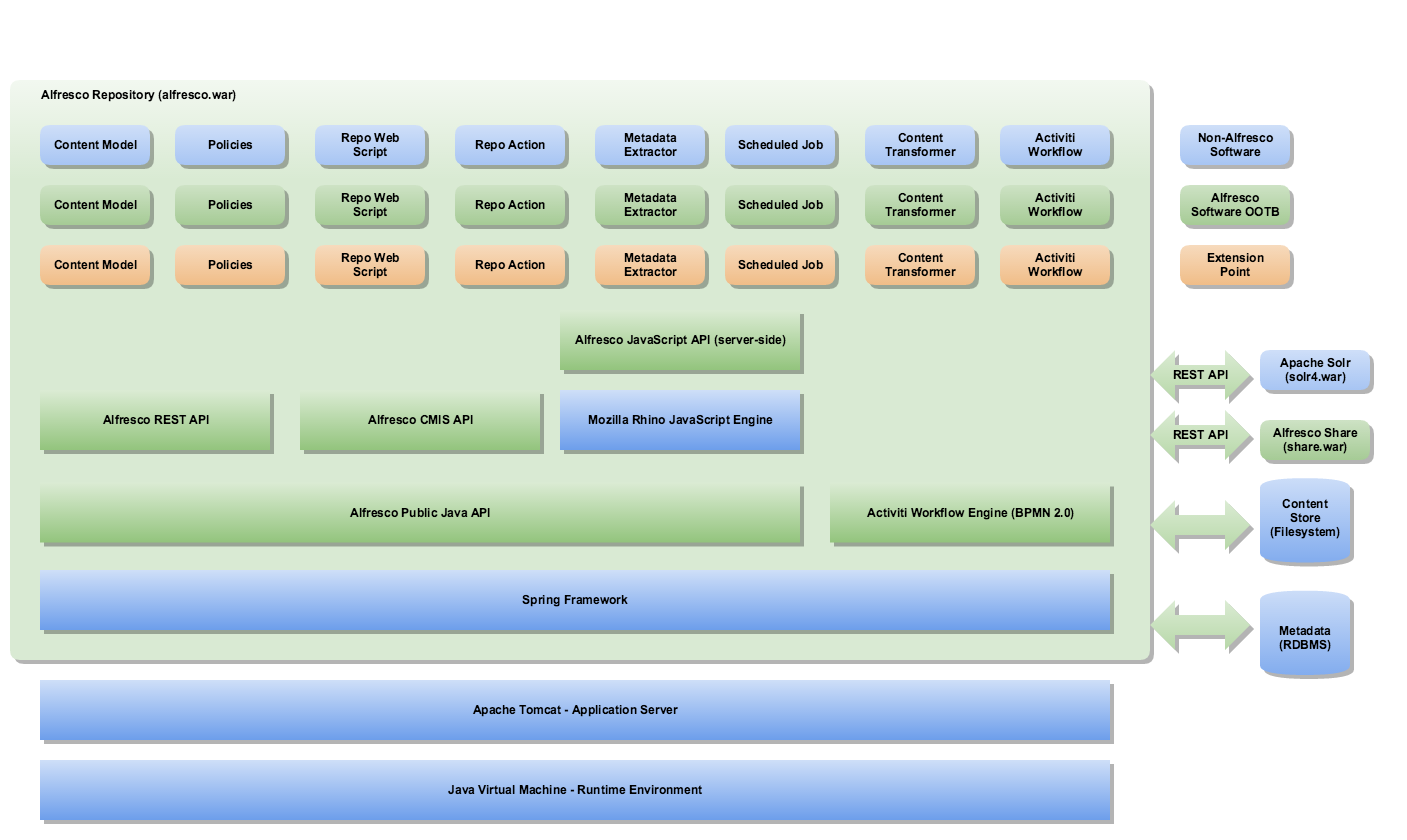 Alfresco Repository (alfresco.war)
Content Model
Policies
Repo Web
Script
Repo Action
Metadata
Extractor
Scheduled Job
Content
Transformer
Activiti
Workflow
Non-Alfresco
Software
Content Model
Policies
Repo Web
Script
Repo Action
Metadata
Extractor
Scheduled Job
Content
Transformer
Activiti
Workflow
Alfresco
Software OOTB
Content Model
Policies
Repo Web
Script
Repo Action
Metadata
Extractor
Scheduled Job
Content
Transformer
Activiti
Workflow
Extension
Point
Alfresco JavaScript API (server-side)
REST API
Apache Solr
(solr4.war)
Alfresco REST API
Alfresco CMIS API
Mozilla Rhino JavaScript Engine
REST API
Alfresco Share
(share.war)
Alfresco Public Java API
Activiti Workflow Engine (BPMN 2.0)
Content
Store
(Filesystem)
Spring Framework
Metadata
(RDBMS)
Apache Tomcat - Application Server
Java Virtual Machine - Runtime Environment